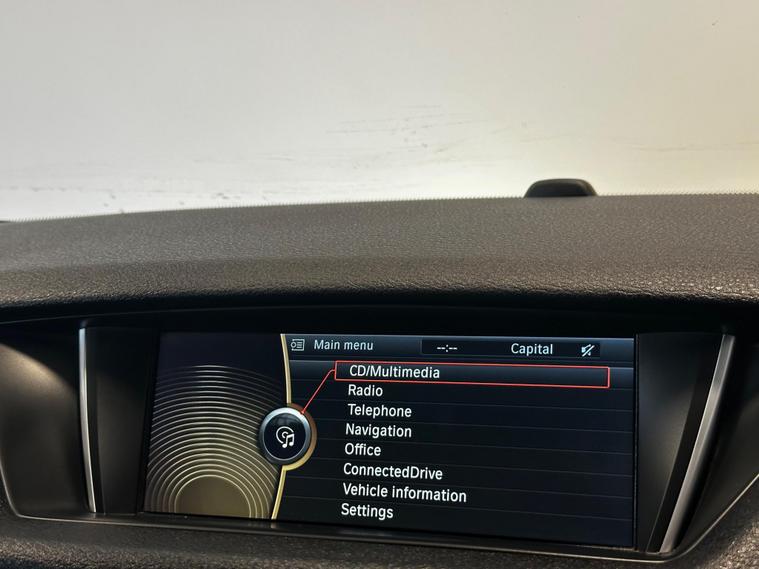 Main menu --:-- Capital
CD/Multimedia
Radio
Telephone
Navigation
Office
ConnectedDrive
Vehicle information
Settings